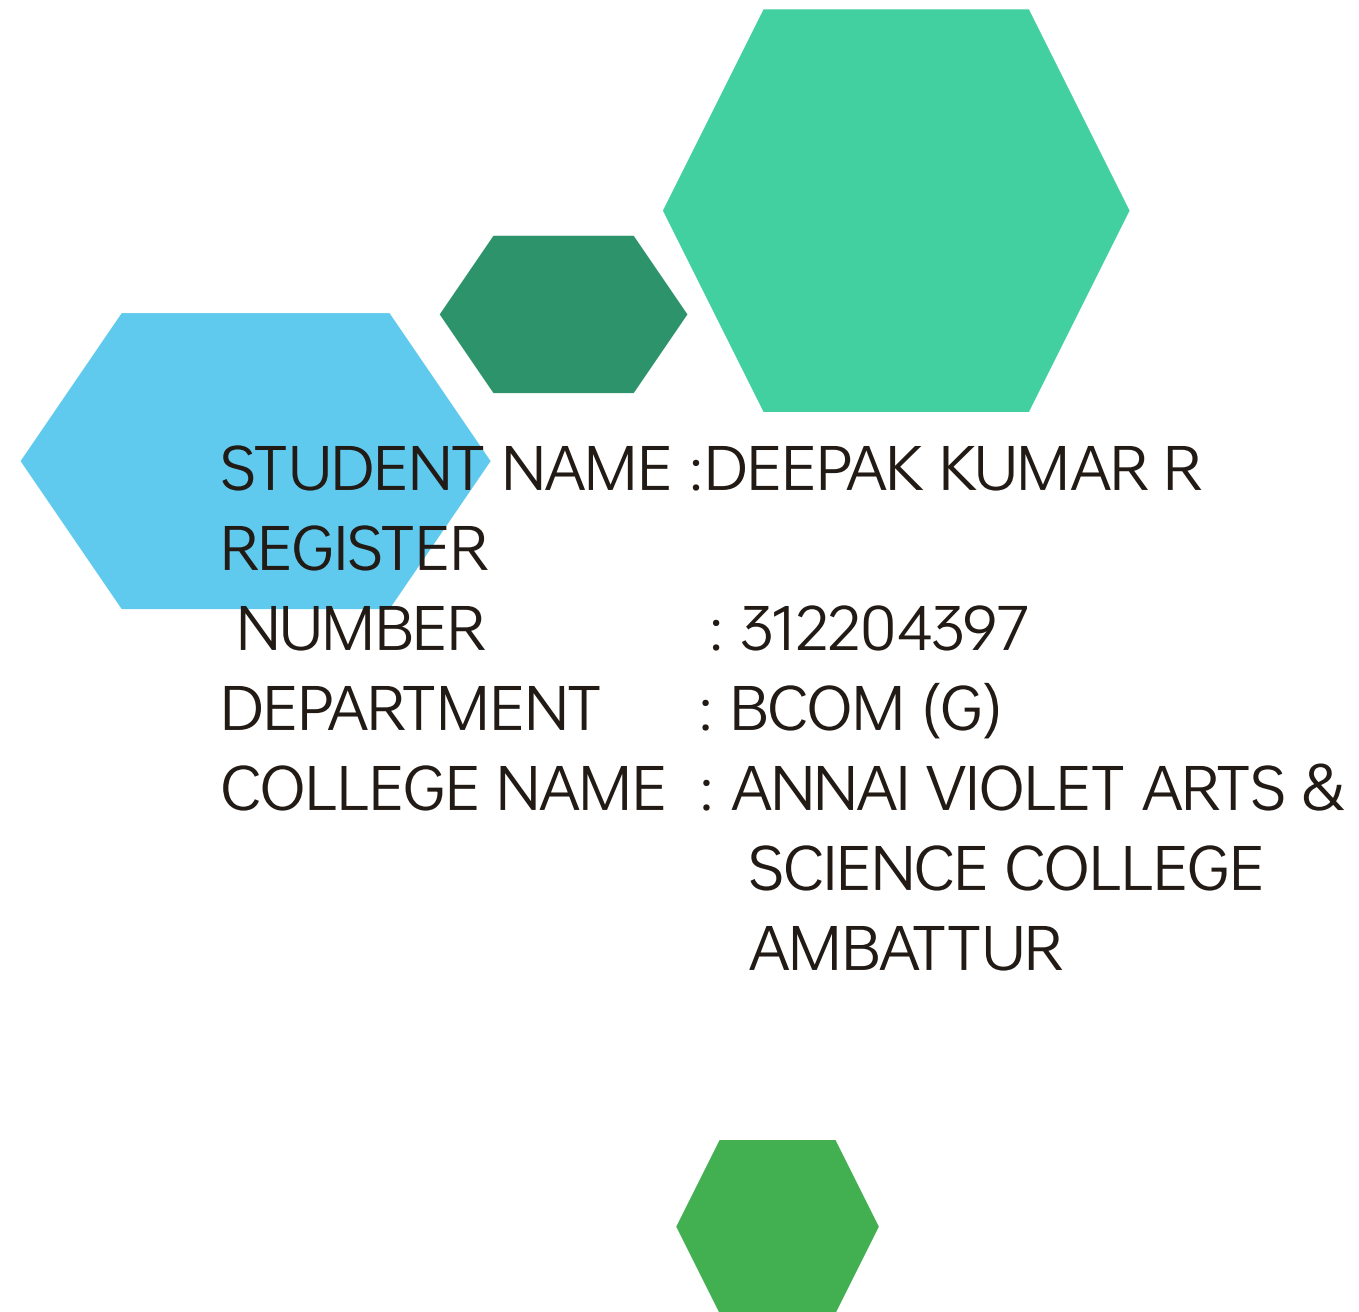 STUDENT NAME :DEEPAK KUMAR R
REGISTER
NUMBER : 312204397
DEPARTMENT : BCOM (G)
COLLEGE NAME : ANNAI VIOLET ARTS &
SCIENCE COLLEGE
AMBATTUR